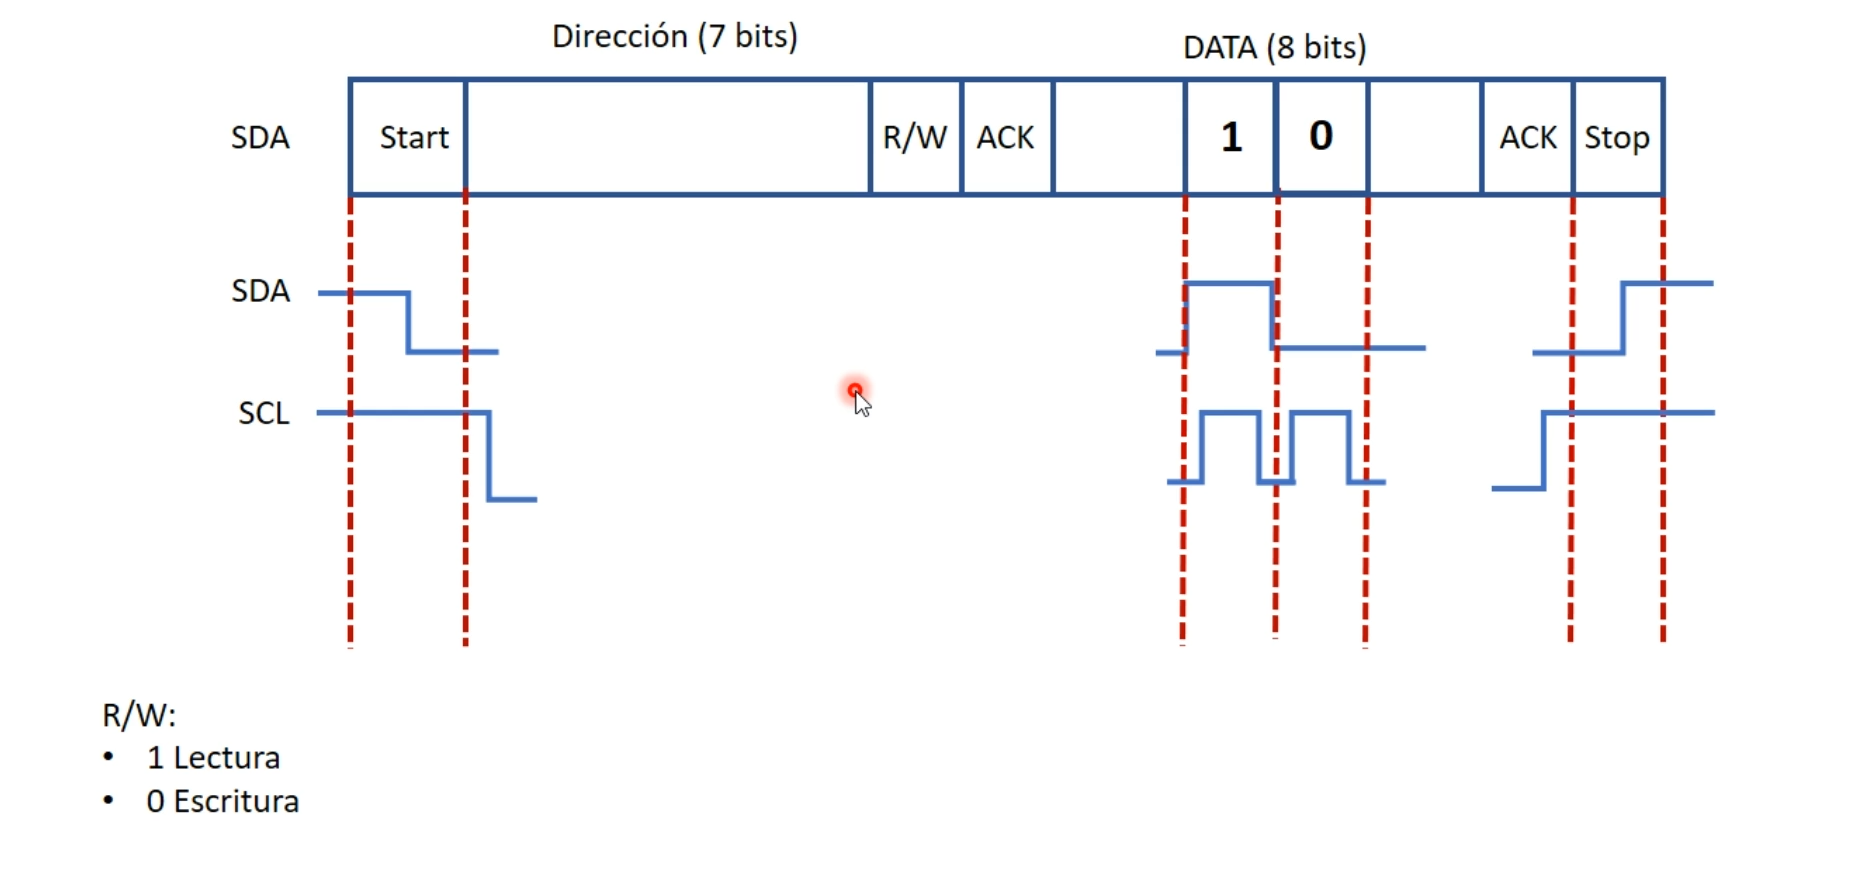 Dirección (7 bits)
DATA (8 bits)
SDA
Start
R/W
ACK
1
0
ACK
Stop
SDA
SCL
R/W:
• 1 Lectura
• 0 Escritura